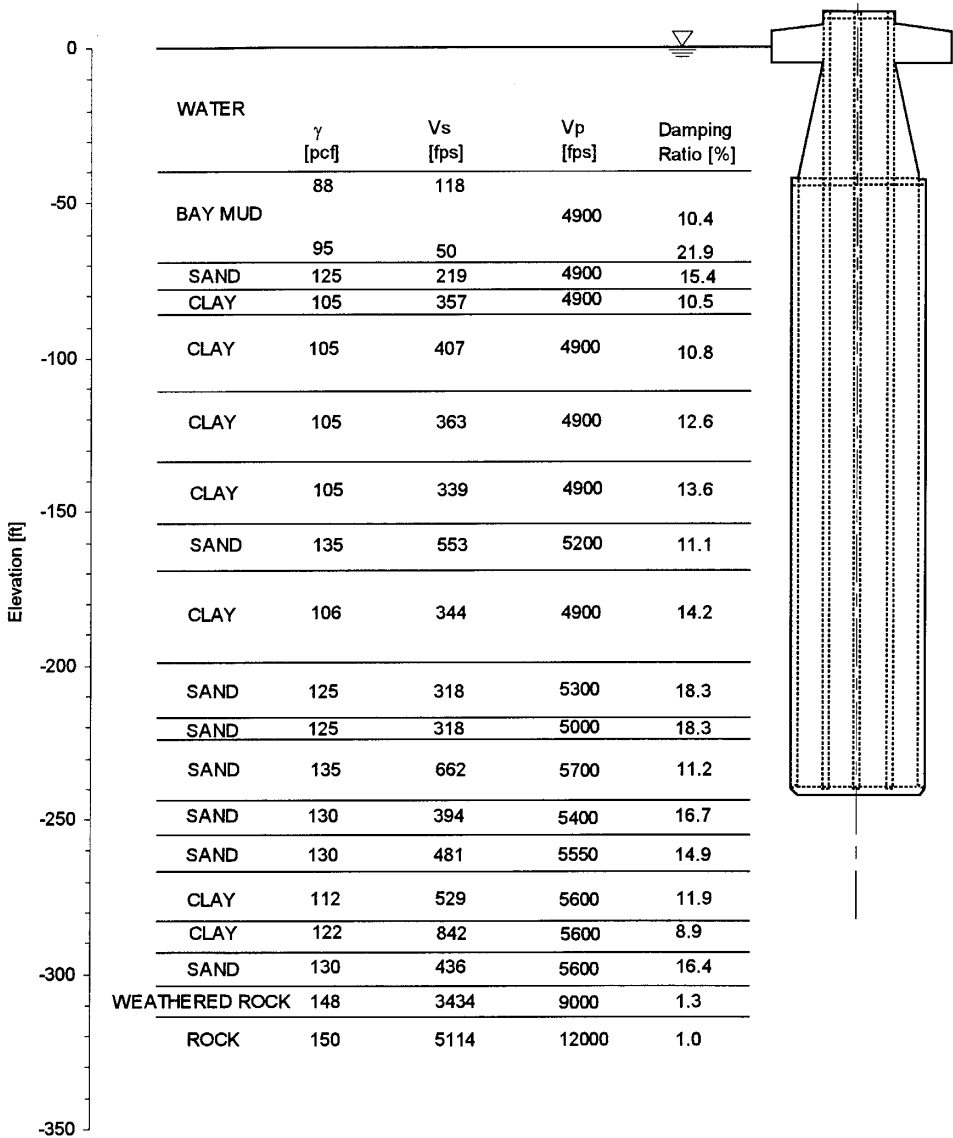 0
WATER
γ Vs Vp Damping
[pcf] [fps] [fps] Ratio [%]
88 118
-50
BAY MUD 4900 10.4
95 50 21.9
SAND 125 219 4900 15.4
CLAY 105 357 4900 10.5
CLAY 105 407 4900 10.8
-100
CLAY 105 363 4900 12.6
CLAY 105 339 4900 13.6
-150
SAND 135 553 5200 11.1
Elevation [ft]
CLAY 106 344 4900 14.2
-200
SAND 125 318 5300 18.3
SAND 125 318 5000 18.3
SAND 135 662 5700 11.2
-250
SAND 130 394 5400 16.7
SAND 130 481 5550 14.9
CLAY 112 529 5600 11.9
CLAY 122 842 5600 8.9
-300
SAND 130 436 5600 16.4
WEATHERED ROCK 148 3434 9000 1.3
ROCK 150 5114 12000 1.0
-350